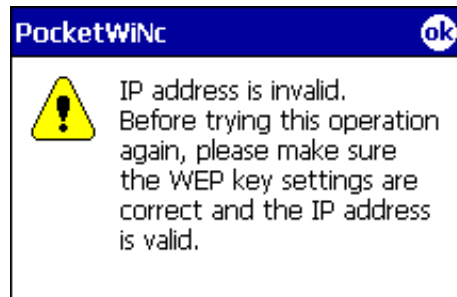 PocketWiNc ok
IP address is invalid.
Before trying this operation
again, please make sure
the WEP key settings are
correct and the IP address
is valid.